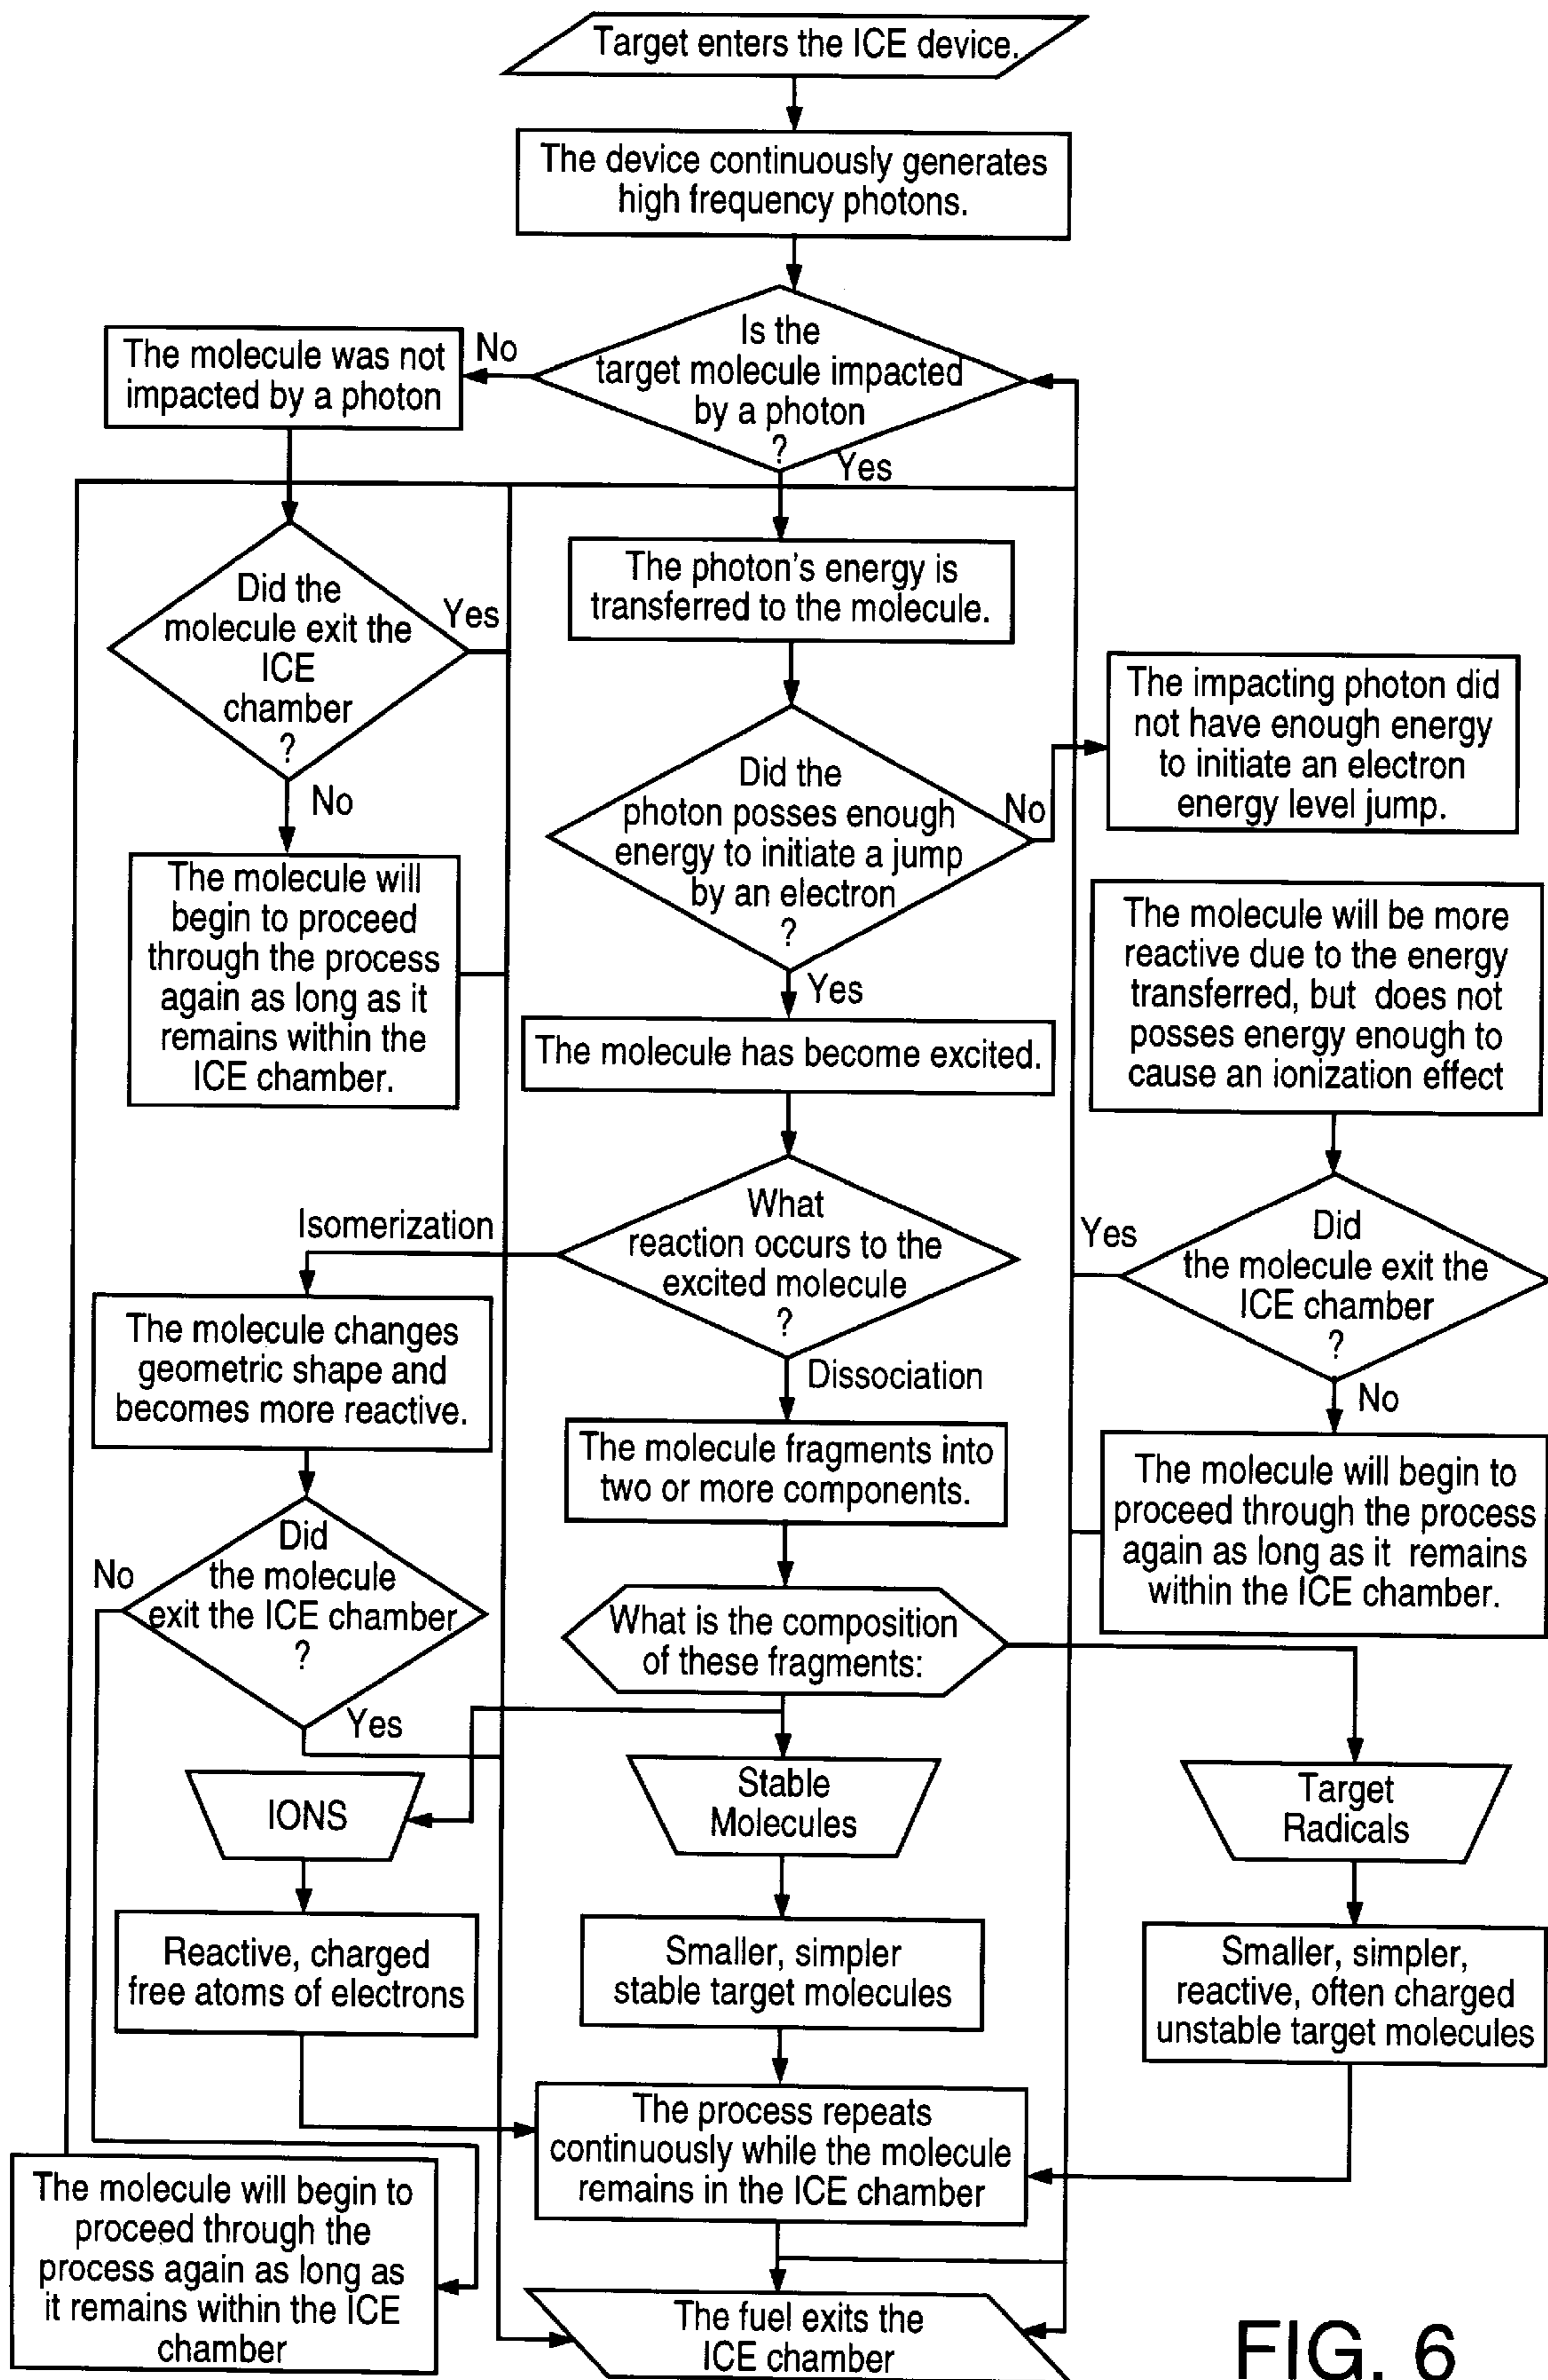 Target enters the ICE device.
The device continuously generates
high frequency photons.
Is the
target molecule impacted
by a photon
?
No
The molecule was not
impacted by a photon
Yes
Did the
molecule exit the
ICE
chamber
?
Yes
No
The molecule will
begin to proceed
through the process
again as long as it
remains within the
ICE chamber.
The photon's energy is
transferred to the molecule.
Did the
photon posses enough
energy to initiate a jump
by an electron
?
No
The impacting photon did
not have enough energy
to initiate an electron
energy level jump.
Yes
The molecule has become excited.
The molecule will be more
reactive due to the energy
transferred, but does not
posses energy enough to
cause an ionization effect
Did
the molecule exit the
ICE chamber
?
Yes
No
The molecule will begin to
proceed through the process
again as long as it remains
within the ICE chamber.
What
reaction occurs to the
excited molecule
?
Isomerization
The molecule changes
geometric shape and
becomes more reactive.
Did
the molecule
exit the ICE chamber
?
No
Yes
Dissociation
The molecule fragments into
two or more components.
What is the composition
of these fragments:
IONS
Stable
Molecules
Target
Radicals
Reactive, charged
free atoms of electrons
Smaller, simpler
stable target molecules
Smaller, simpler,
reactive, often charged
unstable target molecules
The process repeats
continuously while the molecule
remains in the ICE chamber
The molecule will begin to
proceed through the
process again as long as
it remains within the ICE
chamber
The fuel exits the
ICE chamber
FIG. 6